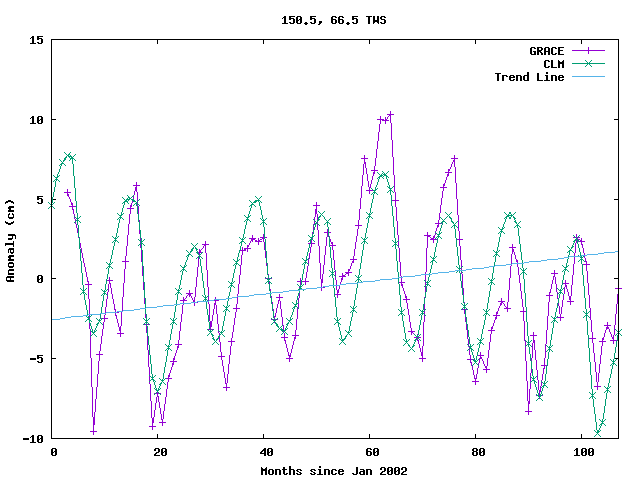 150.5, 66.5 TWS
15
GRACE
CLM
Trend Line
10
5
0
-5
-10
Anomaly (cm)
0 20 40 60 80 100
Months since Jan 2002